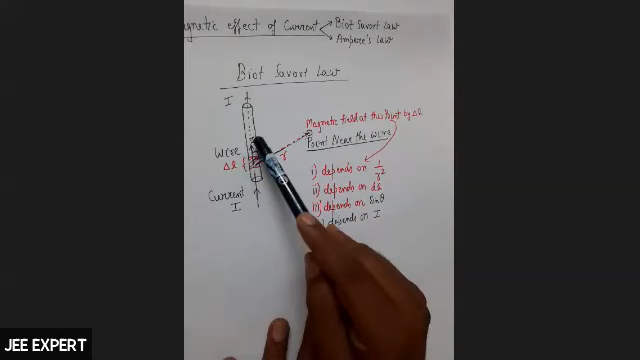 agnetic effect of Current
Biot Savart Law
Ampere's Law
Biot Savart Law
I
Magnetic field at this Point by Δl
Point Near the wire
Wire
r
Δl
i) depends on 1/r²
ii) depends on dl
Current
I
iii) depends on Sinθ
) depends on I
JEE EXPERT